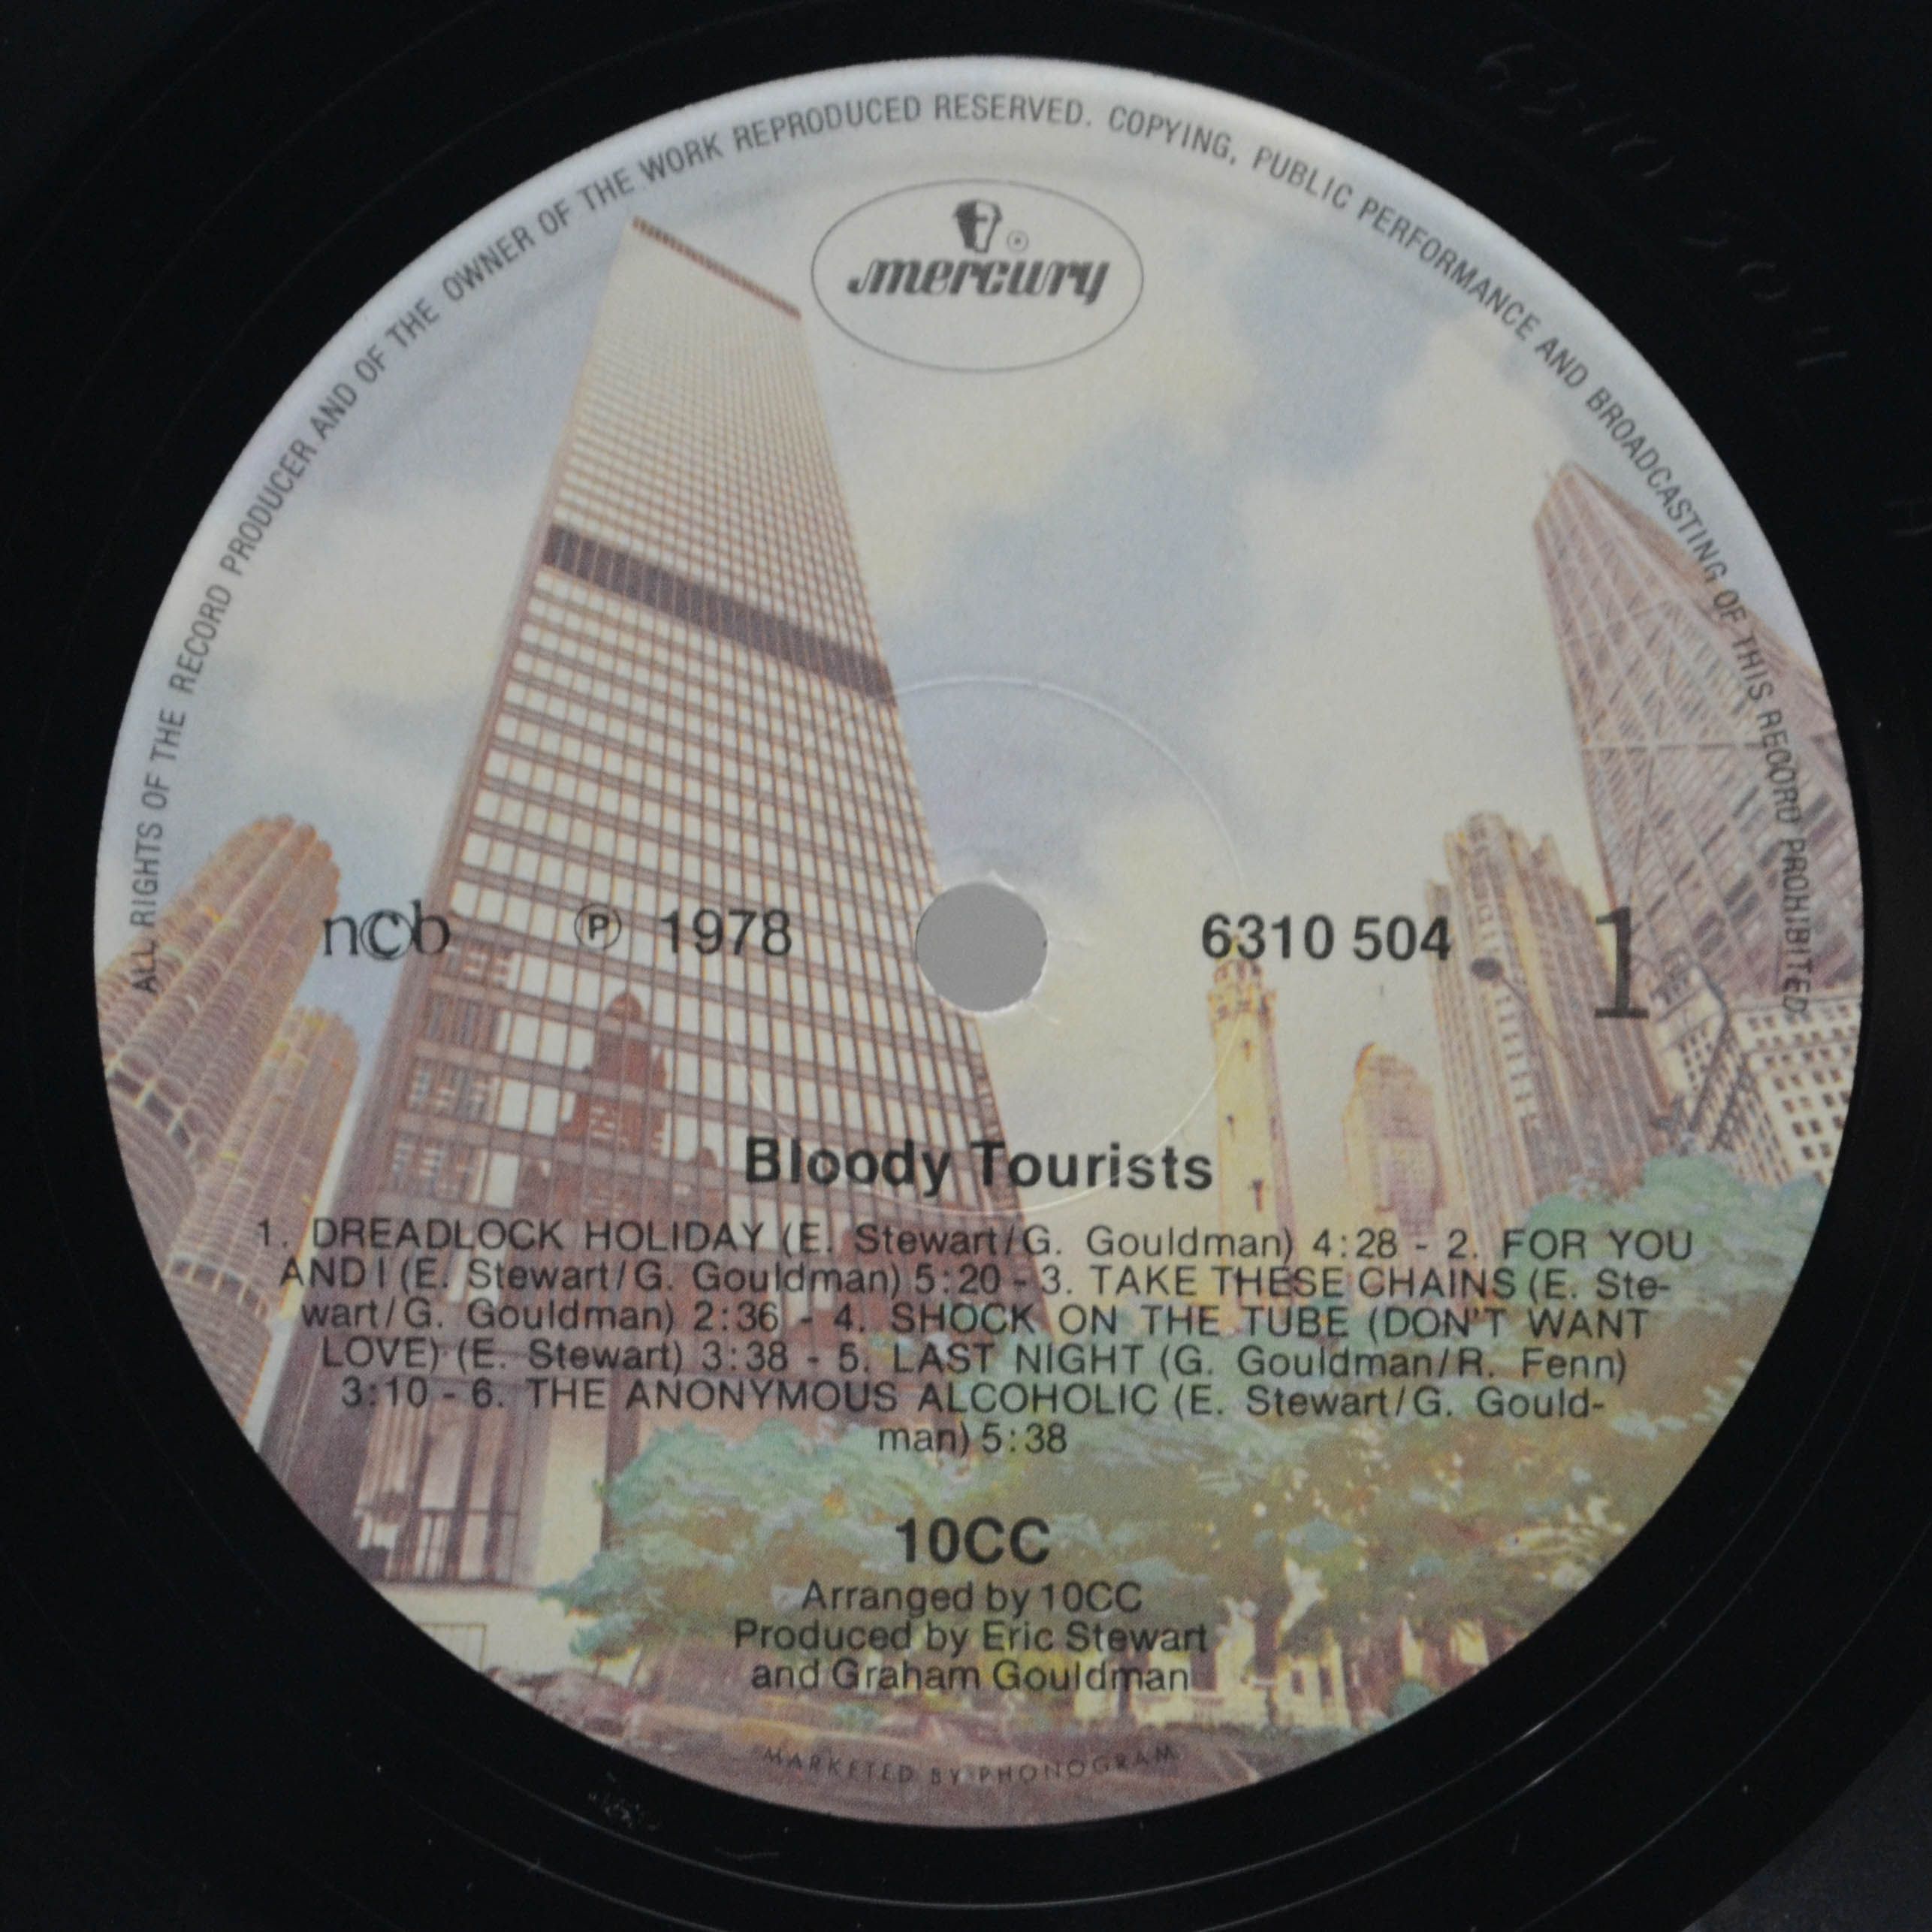 ALL RIGHTS OF THE RECORD PRODUCER AND OF THE OWNER OF THE WORK REPRODUCED RESERVED. COPYING, PUBLIC PERFORMANCE AND BROADCASTING OF THIS RECORD PROHIBITED.
mercury ®
ncb ℗ 1978 6310 504 1
Bloody Tourists
1. DREADLOCK HOLIDAY (E. Stewart/G. Gouldman) 4:28 - 2. FOR YOU
AND I (E. Stewart/G. Gouldman) 5:20 - 3. TAKE THESE CHAINS (E. Ste-
wart/G. Gouldman) 2:36 - 4. SHOCK ON THE TUBE (DON'T WANT
LOVE) (E. Stewart) 3:38 - 5. LAST NIGHT (G. Gouldman/R. Fenn)
3:10 - 6. THE ANONYMOUS ALCOHOLIC (E. Stewart/G. Gould-
man) 5:38
10CC
Arranged by 10CC
Produced by Eric Stewart
and Graham Gouldman
MARKETED BY PHONOGRAM